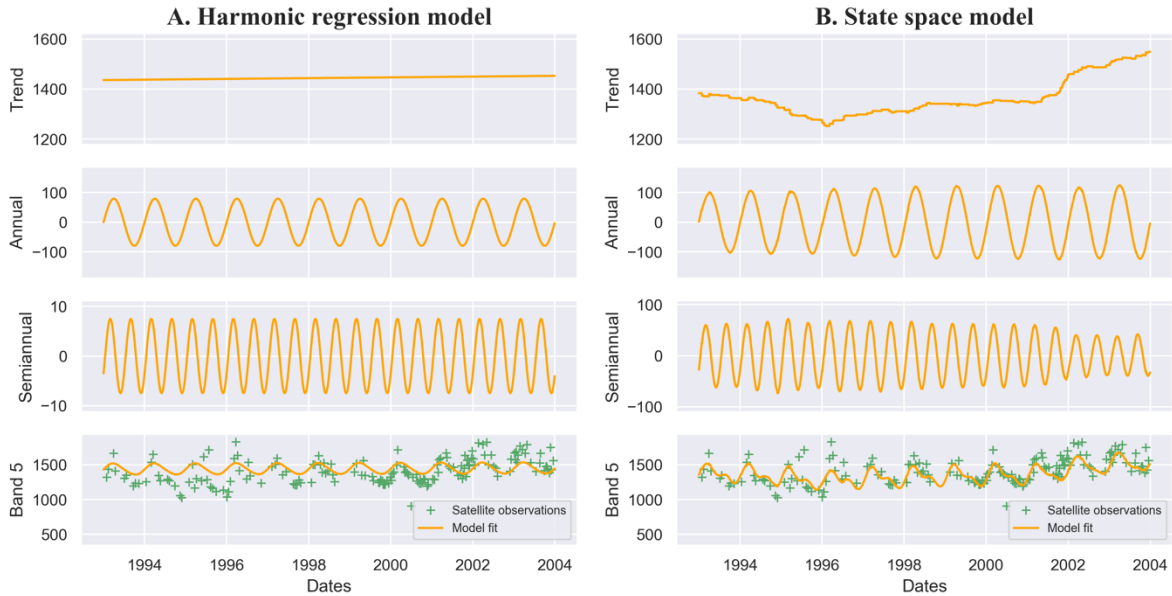 A. Harmonic regression model
1600
1400
1200
Trend
100
0
−100
Annual
10
0
−10
Semiannual
1500
1000
500
Band 5
Satellite observations
Model fit
1994 1996 1998 2000 2002 2004
Dates
B. State space model
1600
1400
1200
Trend
100
0
−100
Annual
100
0
−100
Semiannual
1500
1000
500
Band 5
Satellite observations
Model fit
1994 1996 1998 2000 2002 2004
Dates